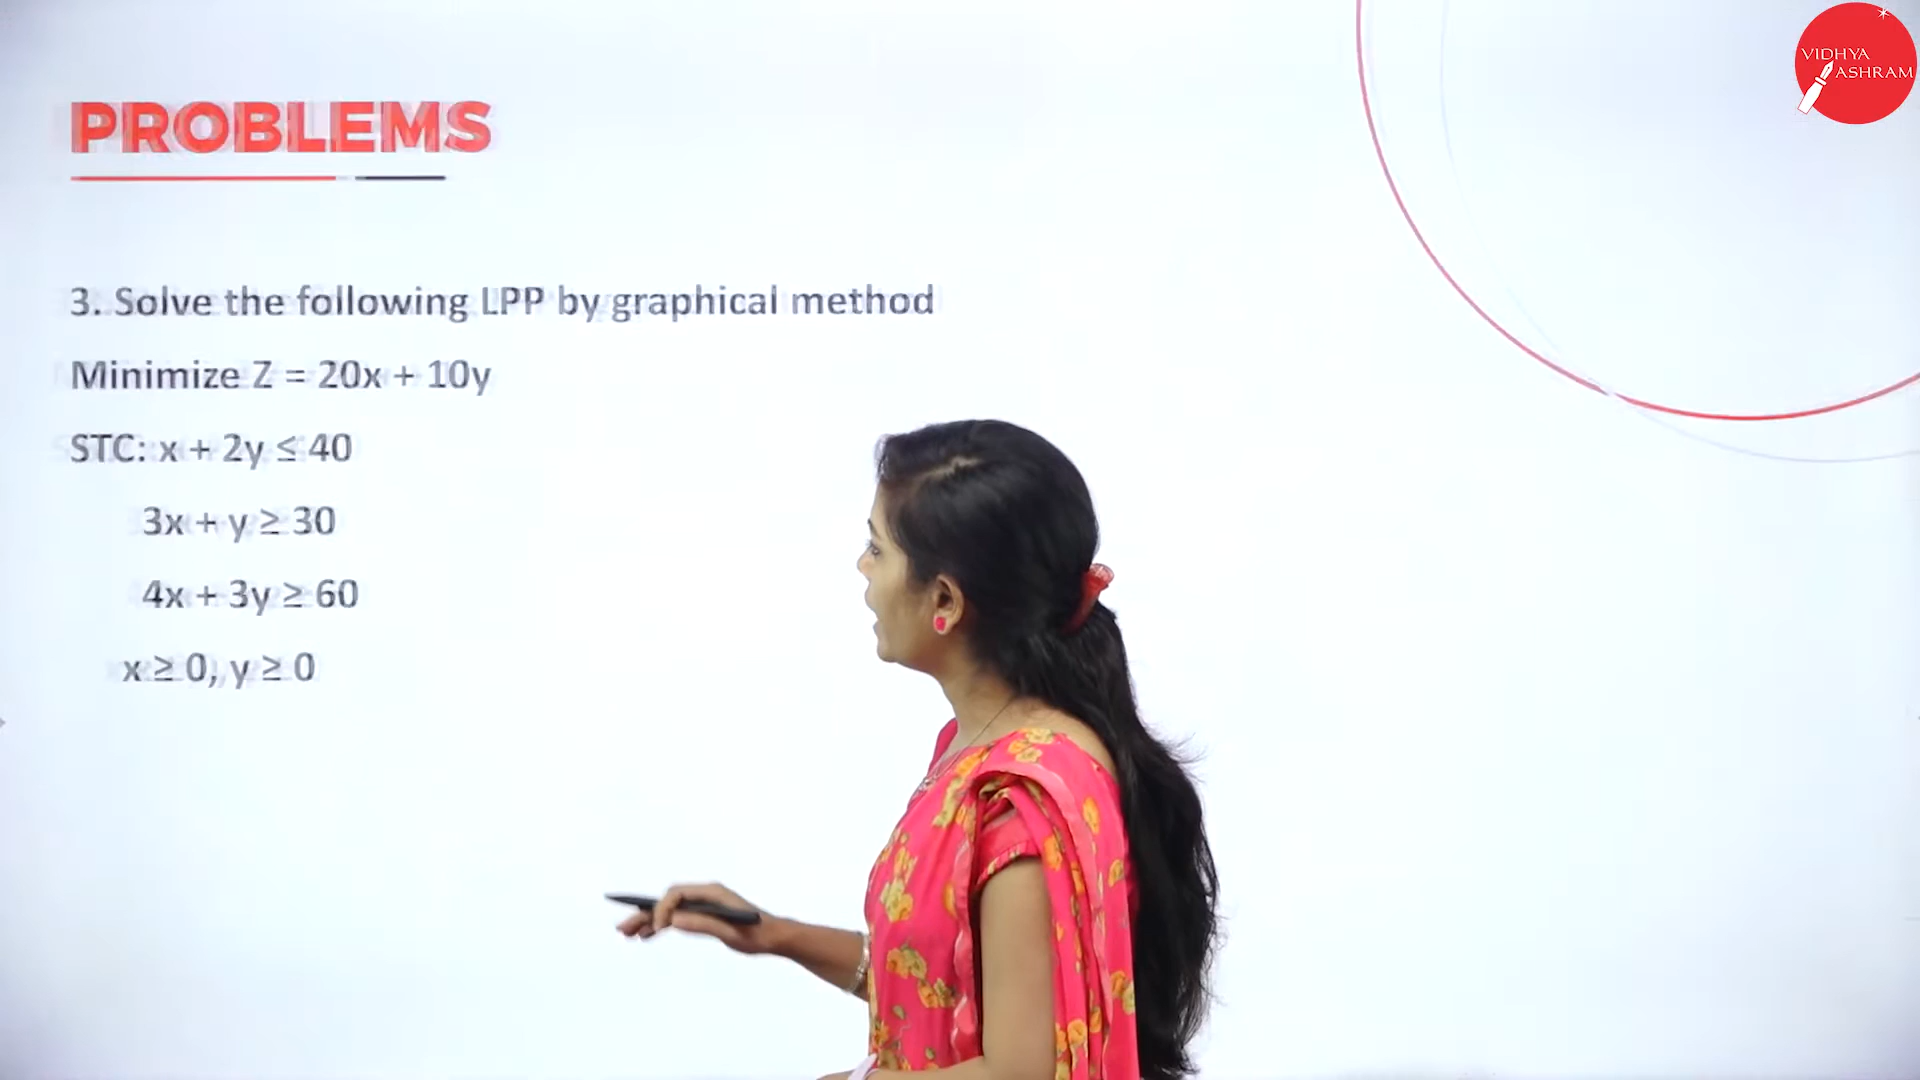 VIDHYA
ASHRAM
PROBLEMS
3. Solve the following LPP by graphical method
Minimize Z = 20x + 10y
STC: x + 2y ≤ 40
3x + y ≥ 30
4x + 3y ≥ 60
x ≥ 0, y ≥ 0